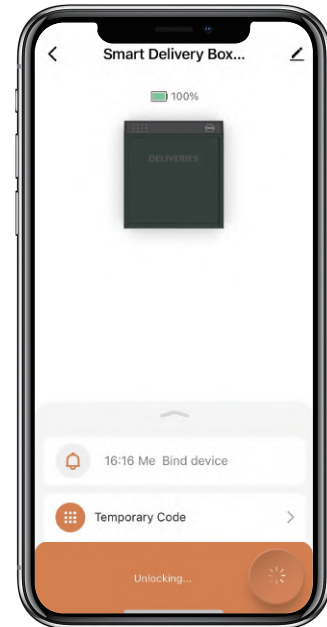 Smart Delivery Box...
100%
DELIVERIES
16:16 Me Bind device
Temporary Code
Unlocking...